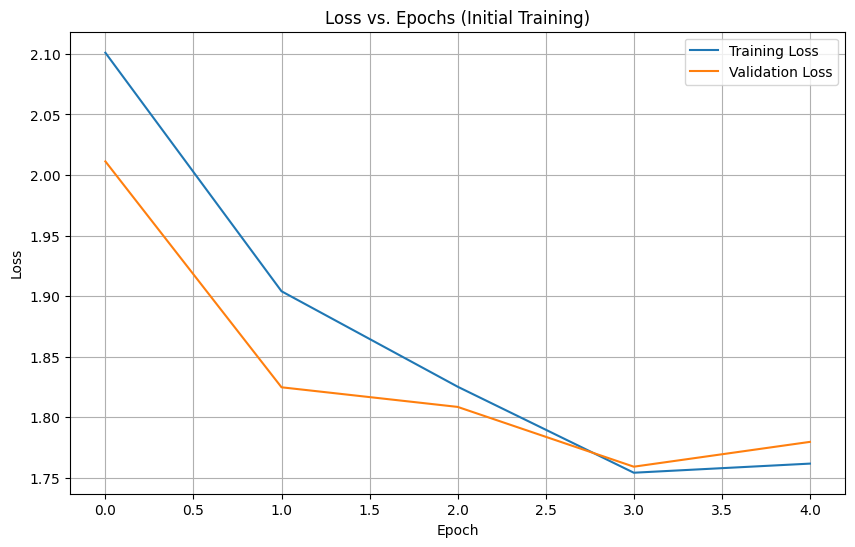 Loss vs. Epochs (Initial Training)
Training Loss
Validation Loss
2.10
2.05
2.00
1.95
1.90
1.85
1.80
1.75
Loss
0.0 0.5 1.0 1.5 2.0 2.5 3.0 3.5 4.0
Epoch